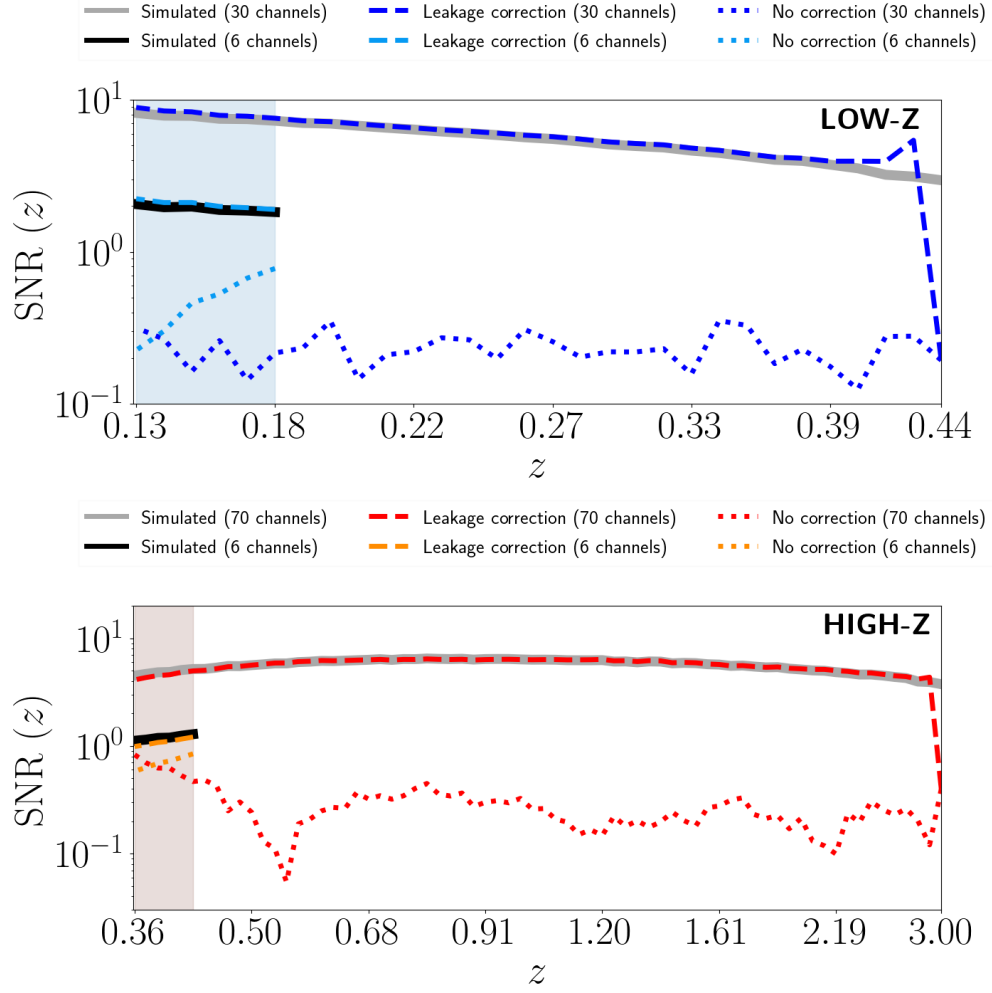 Simulated (30 channels) Leakage correction (30 channels) No correction (30 channels)
Simulated (6 channels) Leakage correction (6 channels) No correction (6 channels)
LOW-Z
10^1
10^0
10^{-1}
SNR (z)
0.13 0.18 0.22 0.27 0.33 0.39 0.44
z
Simulated (70 channels) Leakage correction (70 channels) No correction (70 channels)
Simulated (6 channels) Leakage correction (6 channels) No correction (6 channels)
HIGH-Z
10^1
10^0
10^{-1}
SNR (z)
0.36 0.50 0.68 0.91 1.20 1.61 2.19 3.00
z